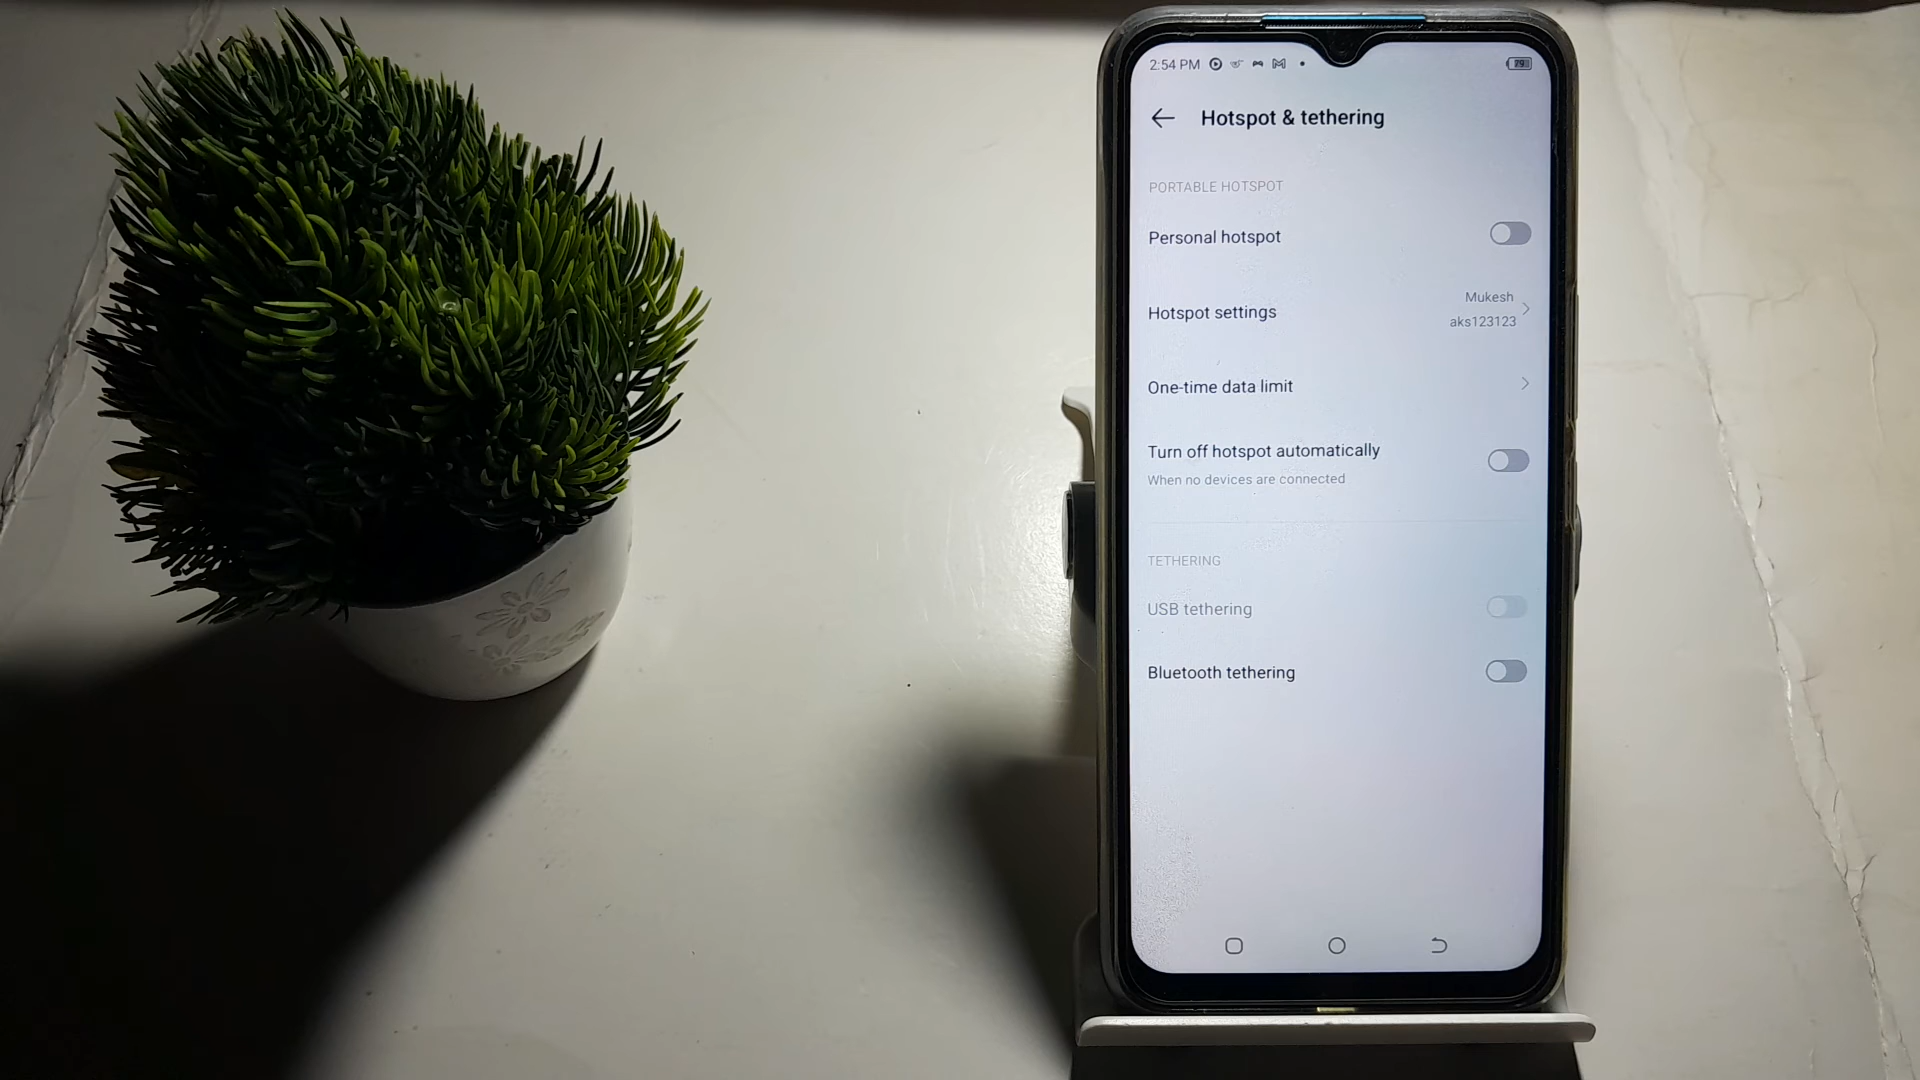 2:54 PM
79
Hotspot & tethering
PORTABLE HOTSPOT
Personal hotspot
Hotspot settings
Mukesh
aks123123
One-time data limit
Turn off hotspot automatically
When no devices are connected
TETHERING
USB tethering
Bluetooth tethering